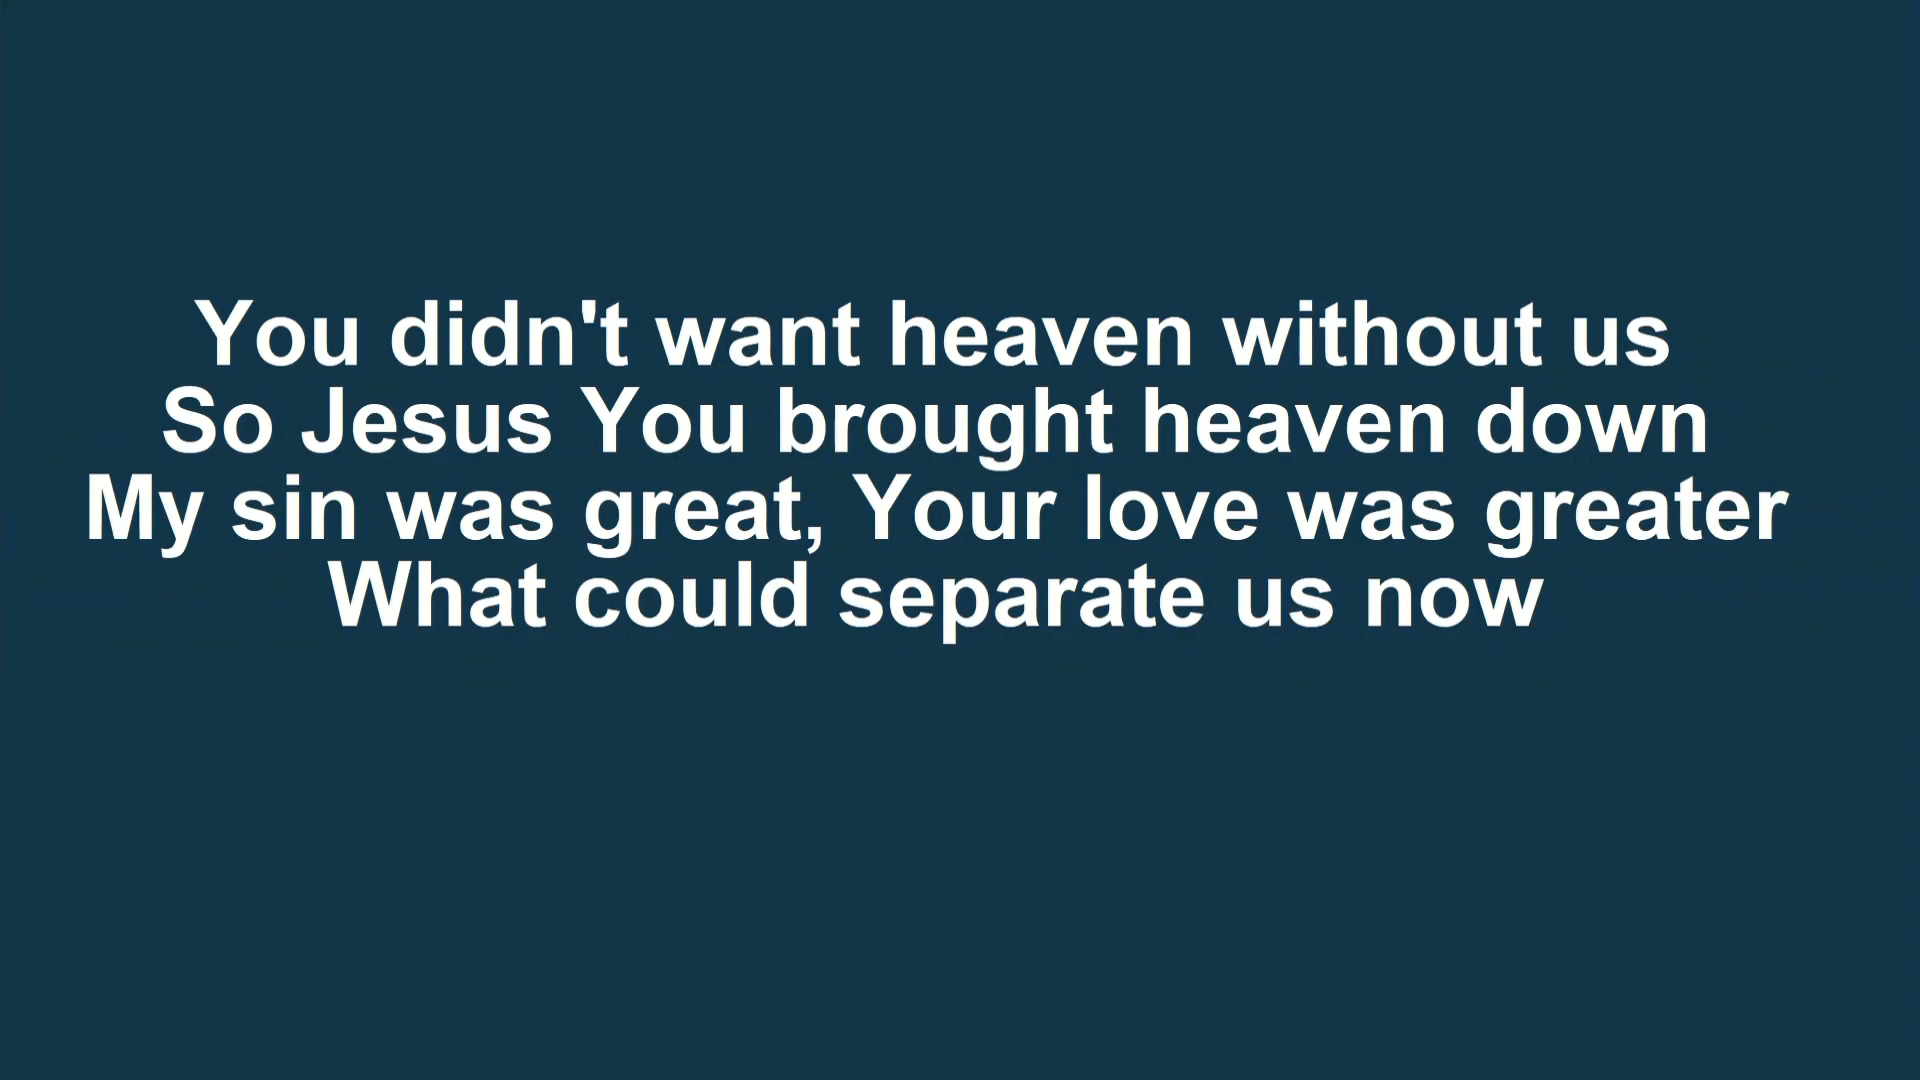 You didn't want heaven without us
So Jesus You brought heaven down
My sin was great, Your love was greater
What could separate us now